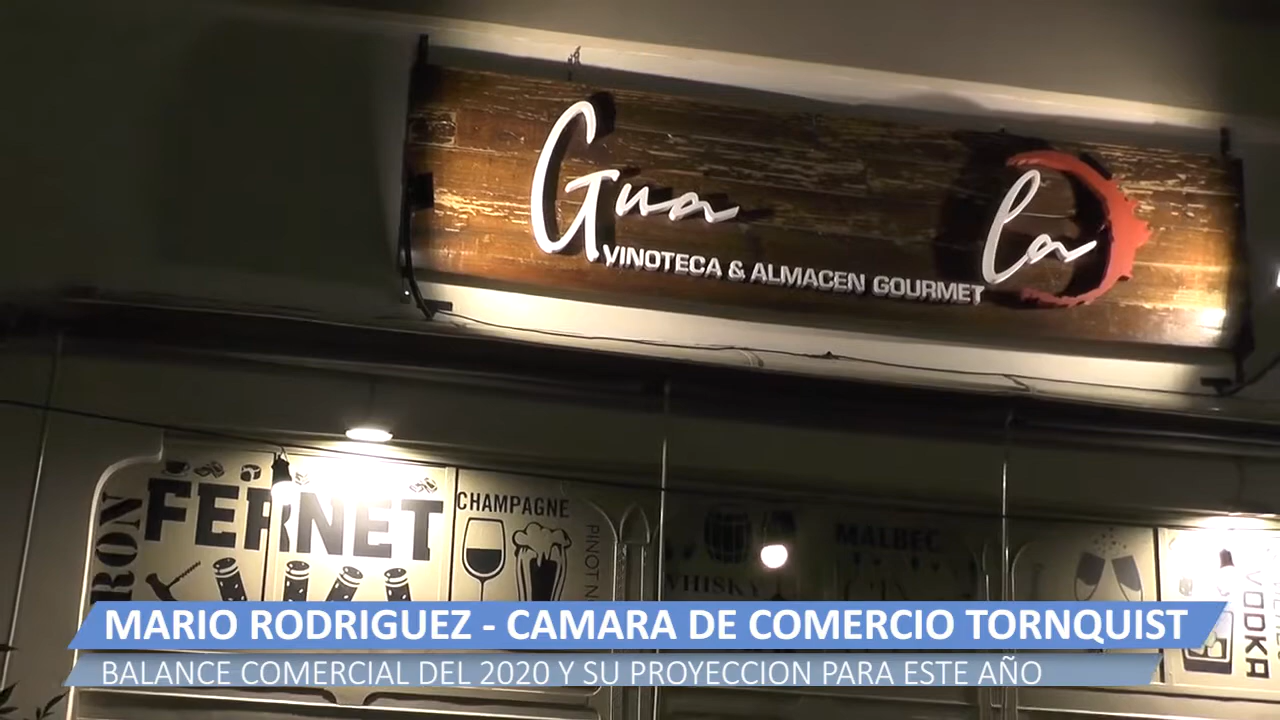 Gua la
VINOTECA & ALMACEN GOURMET
RON
FERNET
CHAMPAGNE
PINOT N
WHISKY
MALBEC
VODKA
MARIO RODRIGUEZ - CAMARA DE COMERCIO TORNQUIST
BALANCE COMERCIAL DEL 2020 Y SU PROYECCION PARA ESTE AÑO